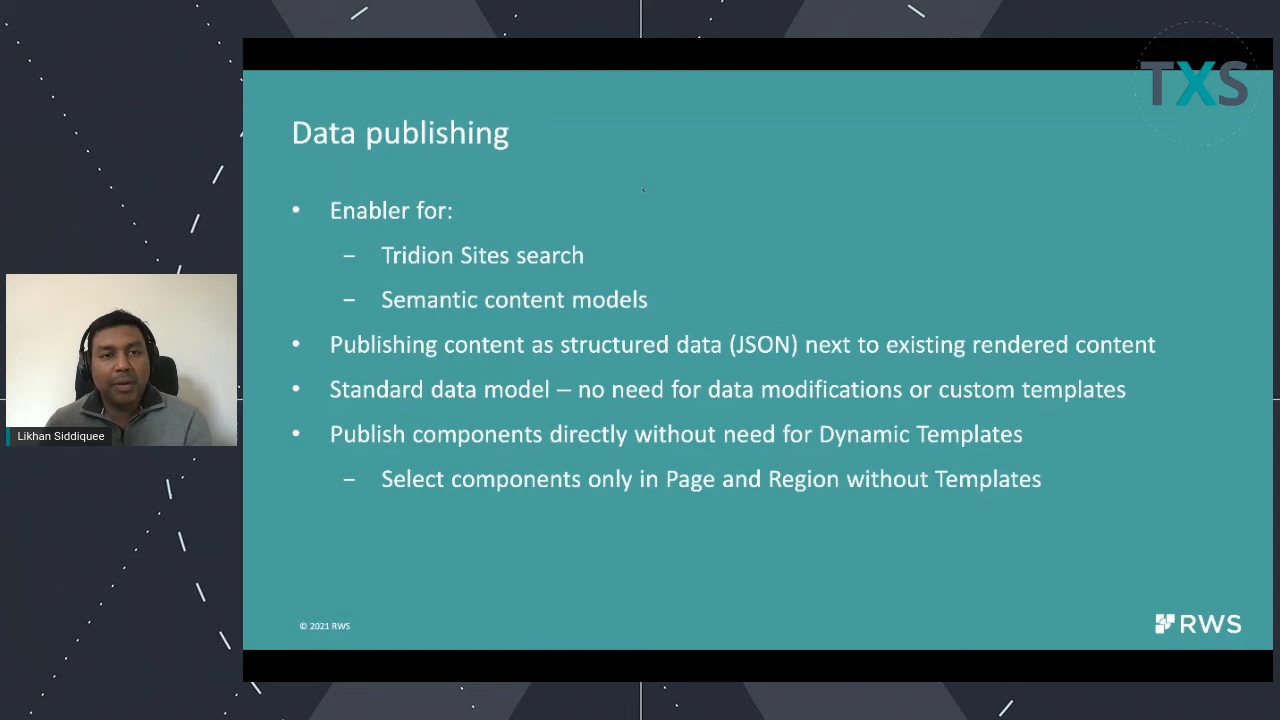 TXS
Data publishing
• Enabler for:
– Tridion Sites search
– Semantic content models
• Publishing content as structured data (JSON) next to existing rendered content
• Standard data model – no need for data modifications or custom templates
• Publish components directly without need for Dynamic Templates
– Select components only in Page and Region without Templates
Likhan Siddiquee
© 2021 RWS
RWS